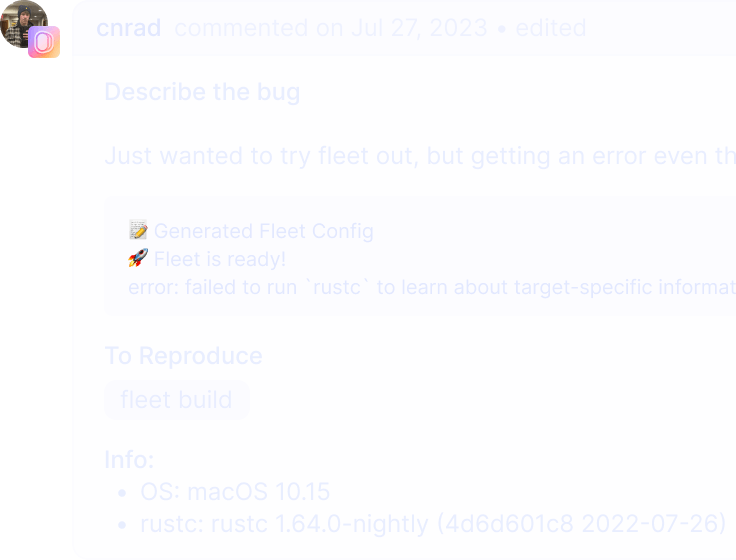 cnrad commented on Jul 27, 2023 • edited
Describe the bug
Just wanted to try fleet out, but getting an error even th
📝 Generated Fleet Config
🚀 Fleet is ready!
error: failed to run `rustc` to learn about target-specific informat
To Reproduce
fleet build
Info:
• OS: macOS 10.15
• rustc: rustc 1.64.0-nightly (4d6d601c8 2022-07-26)